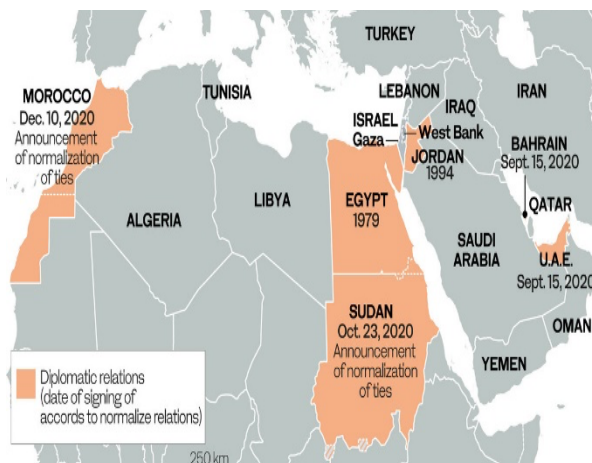 TURKEY
MOROCCO
Dec. 10, 2020
Announcement
of normalization
of ties
TUNISIA
LEBANON
IRAN
ISRAEL
IRAQ
Gaza
West Bank
BAHRAIN
Sept. 15, 2020
JORDAN
1994
ALGERIA
LIBYA
EGYPT
1979
QATAR
SAUDI
ARABIA
U.A.E.
Sept. 15, 2020
SUDAN
Oct. 23, 2020
Announcement
of normalization
of ties
OMAN
YEMEN
Diplomatic relations
(date of signing of
accords to normalize relations)
250 km